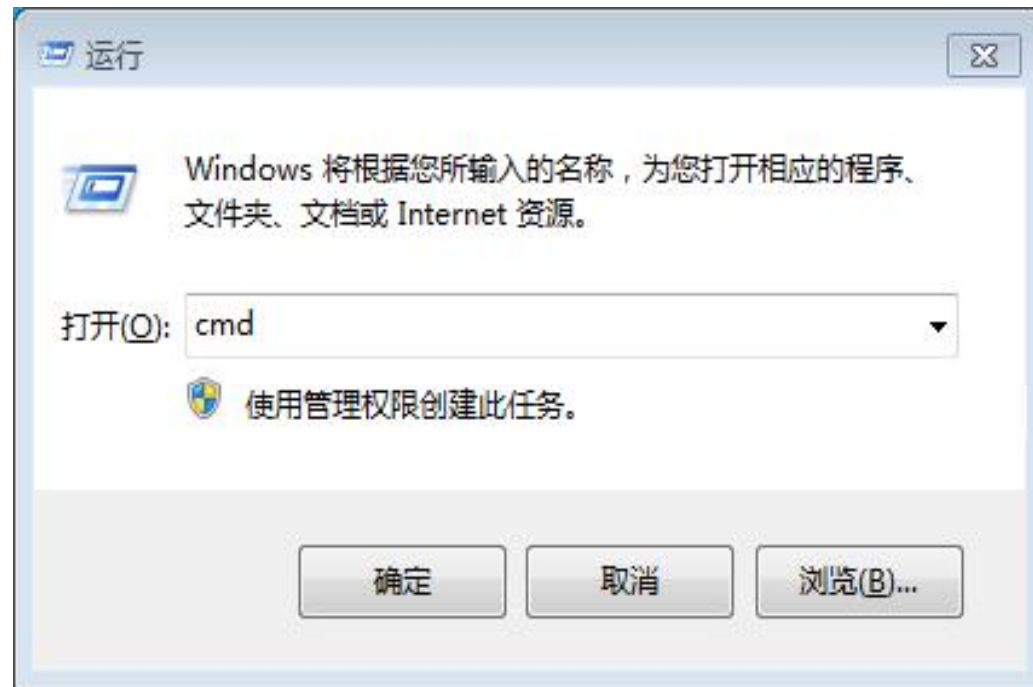 运行
Windows 将根据您所输入的名称，为您打开相应的程序、
文件夹、文档或 Internet 资源。
打开(O): cmd
使用管理权限创建此任务。
确定 取消 浏览(B)...